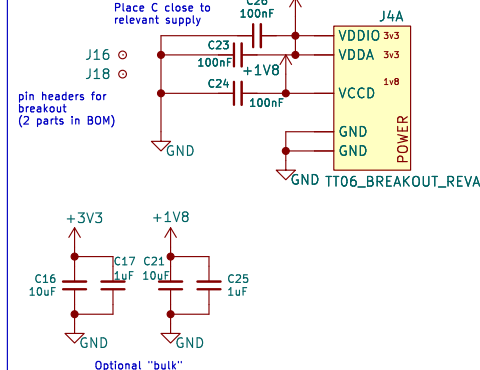 Place C close to
relevant supply
C26
100nF
J4A
VDDIO 3v3
C23
100nF
VDDA 3v3
J16
J18
+1V8
1v8
C24
100nF
VCCD
pin headers for
breakout
(2 parts in BOM)
GND
GND
POWER
GND
GND
TT06_BREAKOUT_REVA
+3V3
+1V8
C16
10uF
C17
1uF
C21
10uF
C25
1uF
GND
GND
Optional "bulk"